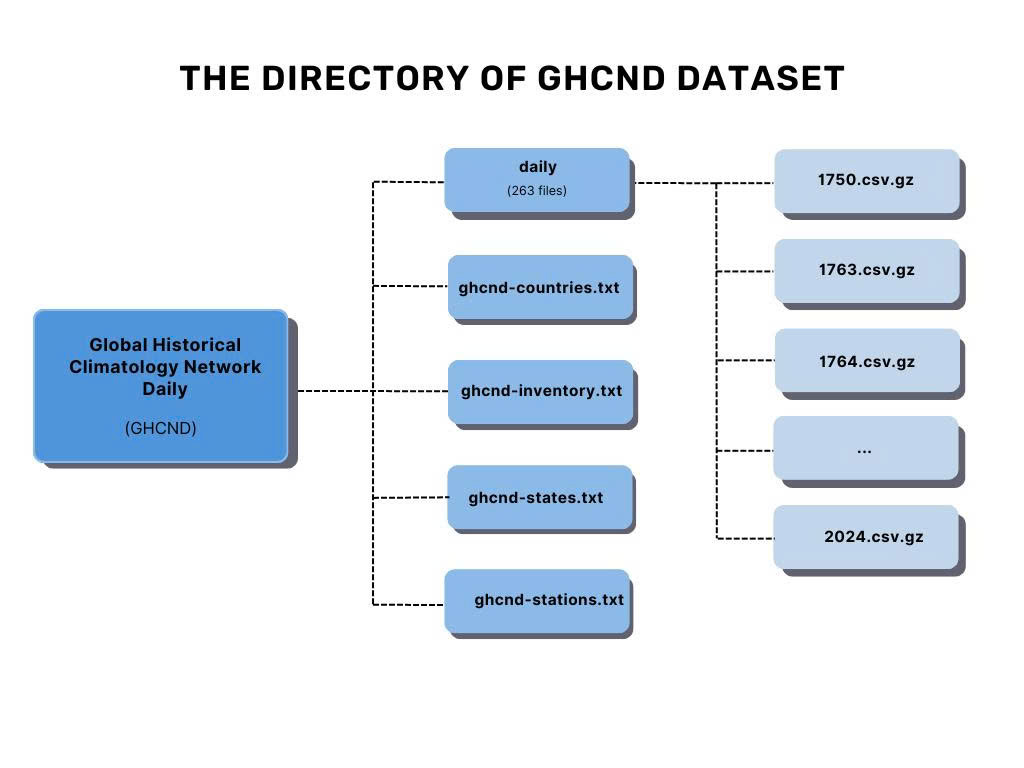 THE DIRECTORY OF GHCND DATASET
Global Historical
Climatology Network
Daily
(GHCND)
daily
(263 files)
ghcnd-countries.txt
ghcnd-inventory.txt
ghcnd-states.txt
ghcnd-stations.txt
1750.csv.gz
1763.csv.gz
1764.csv.gz
...
2024.csv.gz